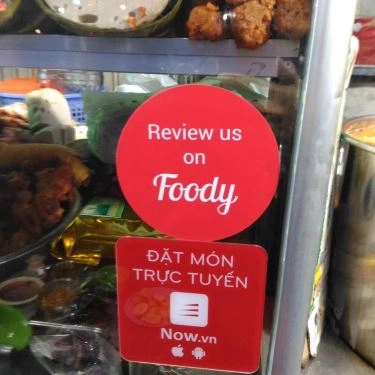 Review us
on
Foody
ĐẶT MÓN
TRỰC TUYẾN
Now.vn